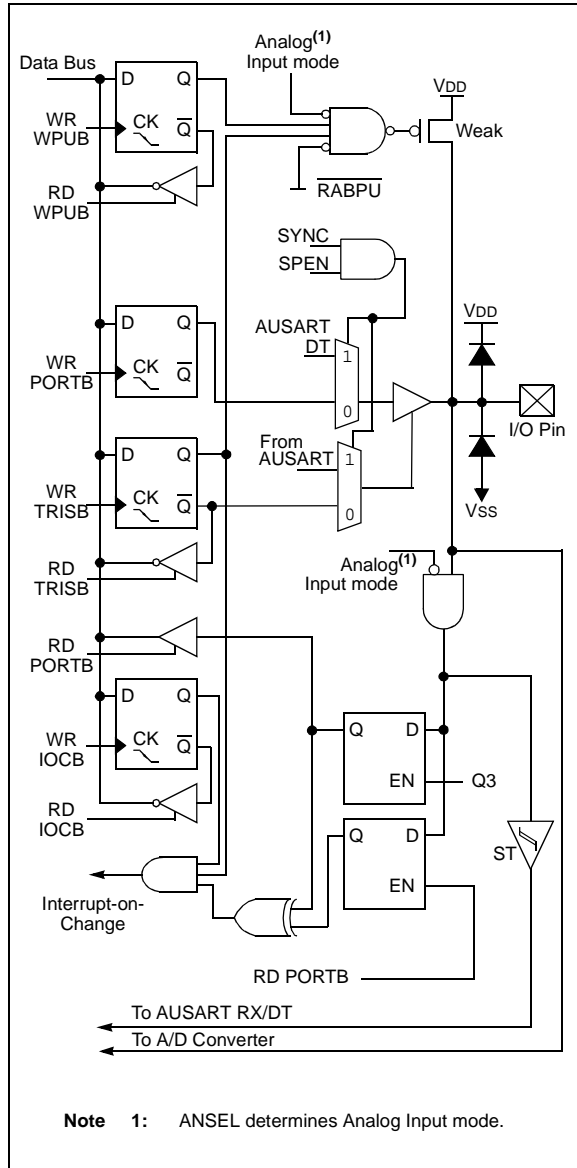 Analog(1)
Input mode
Data Bus
VDD
D Q
WR
WPUB
CK Q
Weak
RD
WPUB
RABPU
SYNC
SPEN
D Q
AUSART
DT
1
VDD
WR
PORTB
CK Q
0
I/O Pin
From
AUSART
1
D Q
WR
TRISB
CK Q
0
VSS
Analog(1)
Input mode
RD
TRISB
RD
PORTB
D Q
Q D
WR
IOCB
CK Q
EN
Q3
RD
IOCB
Q D
ST
EN
Interrupt-on-
Change
RD PORTB
To AUSART RX/DT
To A/D Converter
Note 1: ANSEL determines Analog Input mode.